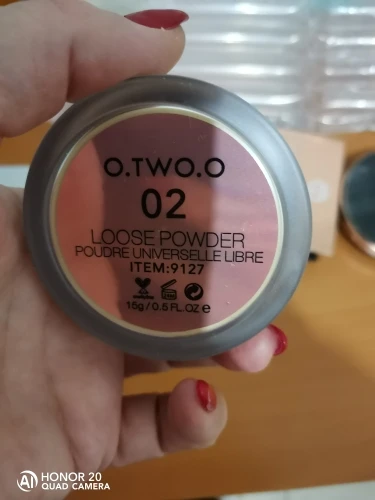 O.TWO.O
02
LOOSE POWDER
POUDRE UNIVERSELLE LIBRE
ITEM:9127
15g/0.5 FL.OZ e
HONOR 20
QUAD CAMERA